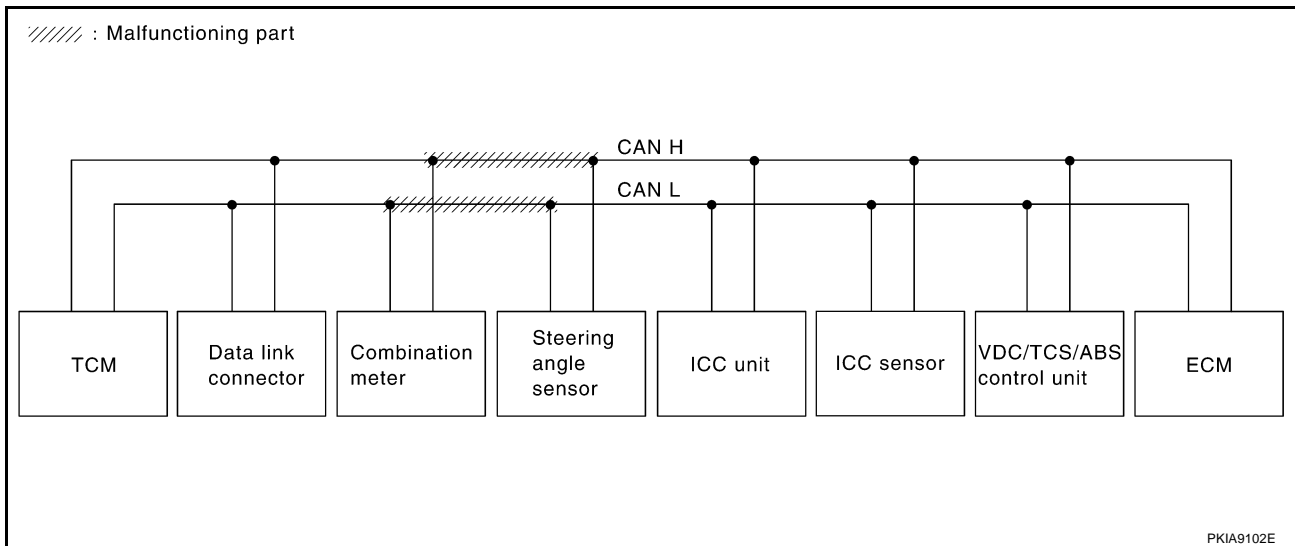 : Malfunctioning part
CAN H
CAN L
TCM
Data link
connector
Combination
meter
Steering
angle
sensor
ICC unit
ICC sensor
VDC/TCS/ABS
control unit
ECM
PKIA9102E